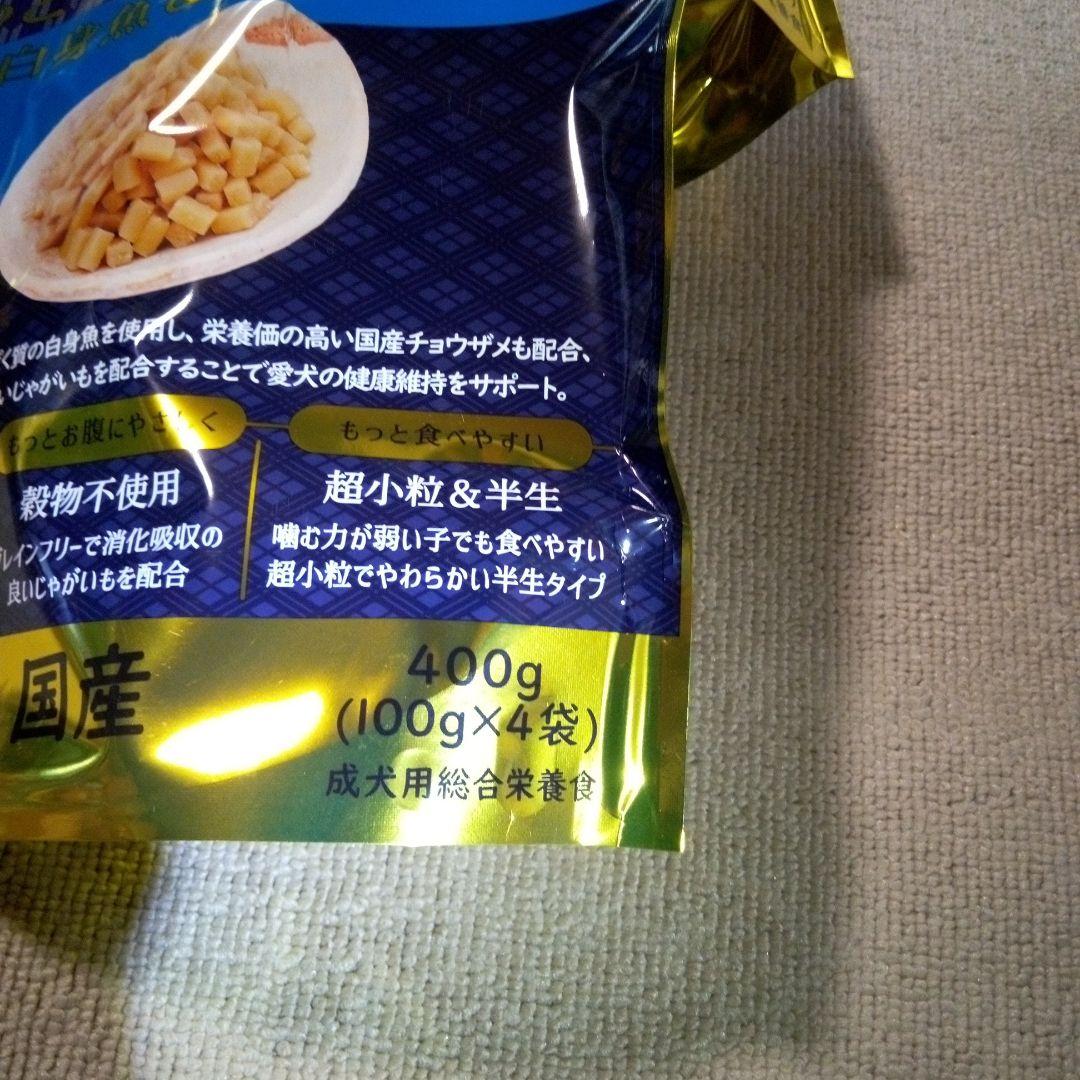 白身魚
く質の白身魚を使用し、栄養価の高い国産チョウザメも配合、
いじゃがいもを配合することで愛犬の健康維持をサポート。
もっとお腹にやさしく
もっと食べやすい
穀物不使用
グレインフリーで消化吸収の
良いじゃがいもを配合
超小粒&半生
噛む力が弱い子でも食べやすい
超小粒でやわらかい半生タイプ
国産
400g
(100g×4袋)
成犬用総合栄養食